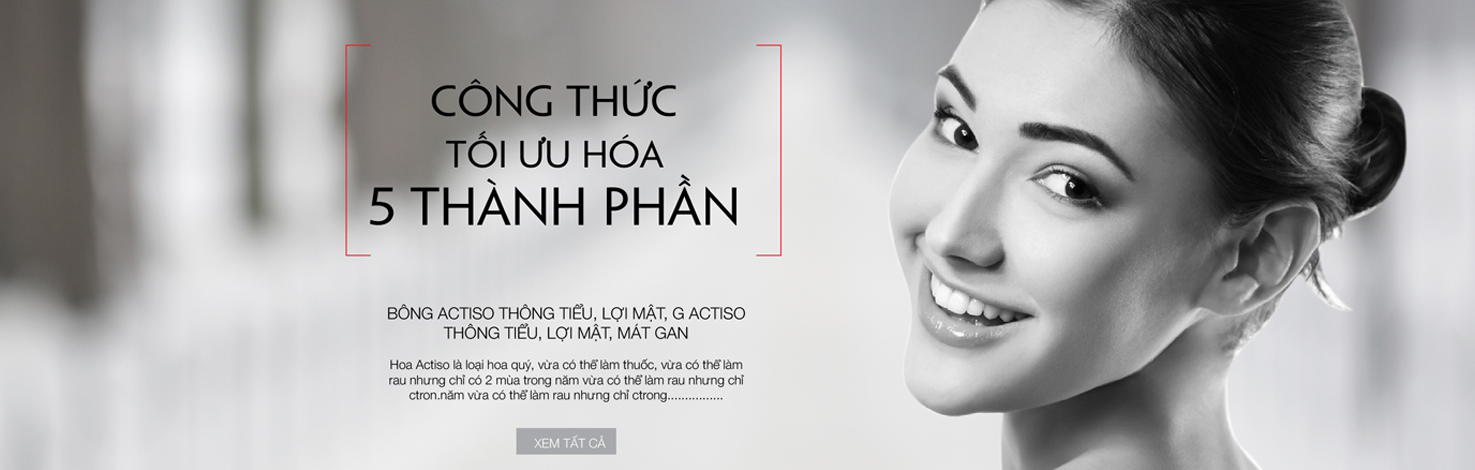 CÔNG THỨC
TỐI ƯU HÓA
5 THÀNH PHẦN
BÔNG ACTISO THÔNG TIỂU, LỢI MẬT, G ACTISO
THÔNG TIỂU, LỢI MẬT, MÁT GAN
Hoa Actiso là loại hoa quý, vừa có thể làm thuốc, vừa có thể làm
rau nhưng chỉ có 2 mùa trong năm vừa có thể làm rau nhưng chỉ
ctron.năm vừa có thể làm rau nhưng chỉ ctrong................
XEM TẤT CẢ